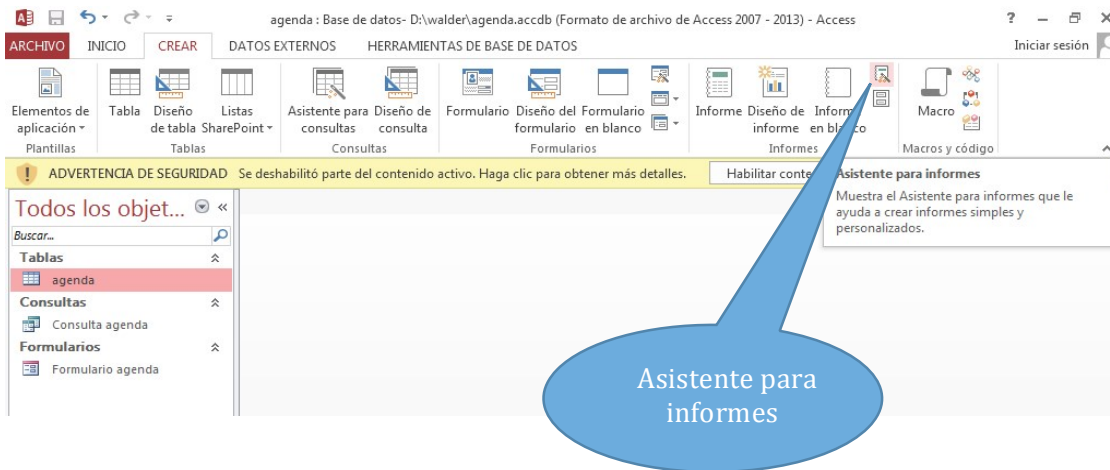 agenda : Base de datos- D:\walder\agenda.accdb (Formato de archivo de Access 2007 - 2013) - Access
ARCHIVO INICIO CREAR DATOS EXTERNOS HERRAMIENTAS DE BASE DE DATOS Iniciar sesión
Elementos de aplicación
Tabla
Diseño de tabla
Listas SharePoint
Asistente para consultas
Diseño de consulta
Formulario
Diseño del formulario
Formulario en blanco
Informe
Diseño de informe
Informe en blanco
Macro
Plantillas Tablas Consultas Formularios Informes Macros y código
ADVERTENCIA DE SEGURIDAD Se deshabilitó parte del contenido activo. Haga clic para obtener más detalles. Habilitar conte
Asistente para informes
Muestra el Asistente para informes que le
ayuda a crear informes simples y
personalizados.
Todos los objet...
Buscar...
Tablas
agenda
Consultas
Consulta agenda
Formularios
Formulario agenda
Asistente para
informes